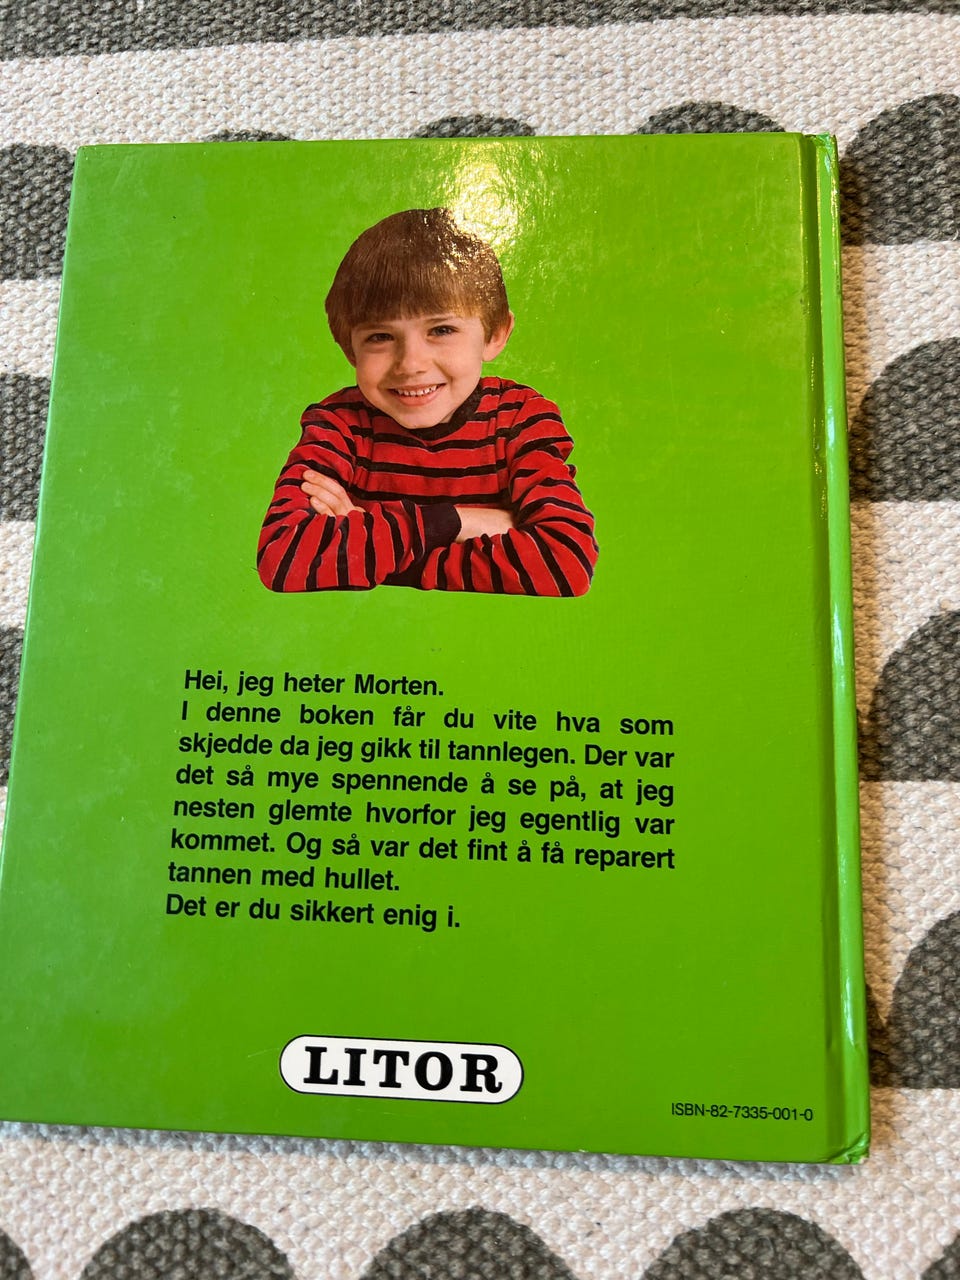 Hei, jeg heter Morten.
I denne boken får du vite hva som
skjedde da jeg gikk til tannlegen. Der var
det så mye spennende å se på, at jeg
nesten glemte hvorfor jeg egentlig var
kommet. Og så var det fint å få reparert
tannen med hullet.
Det er du sikkert enig i.
LITOR
ISBN-82-7335-001-0